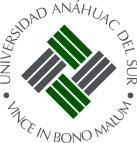 UNIVERSIDAD ANÁHUAC DEL SUR
VINCE IN BONO MALUM